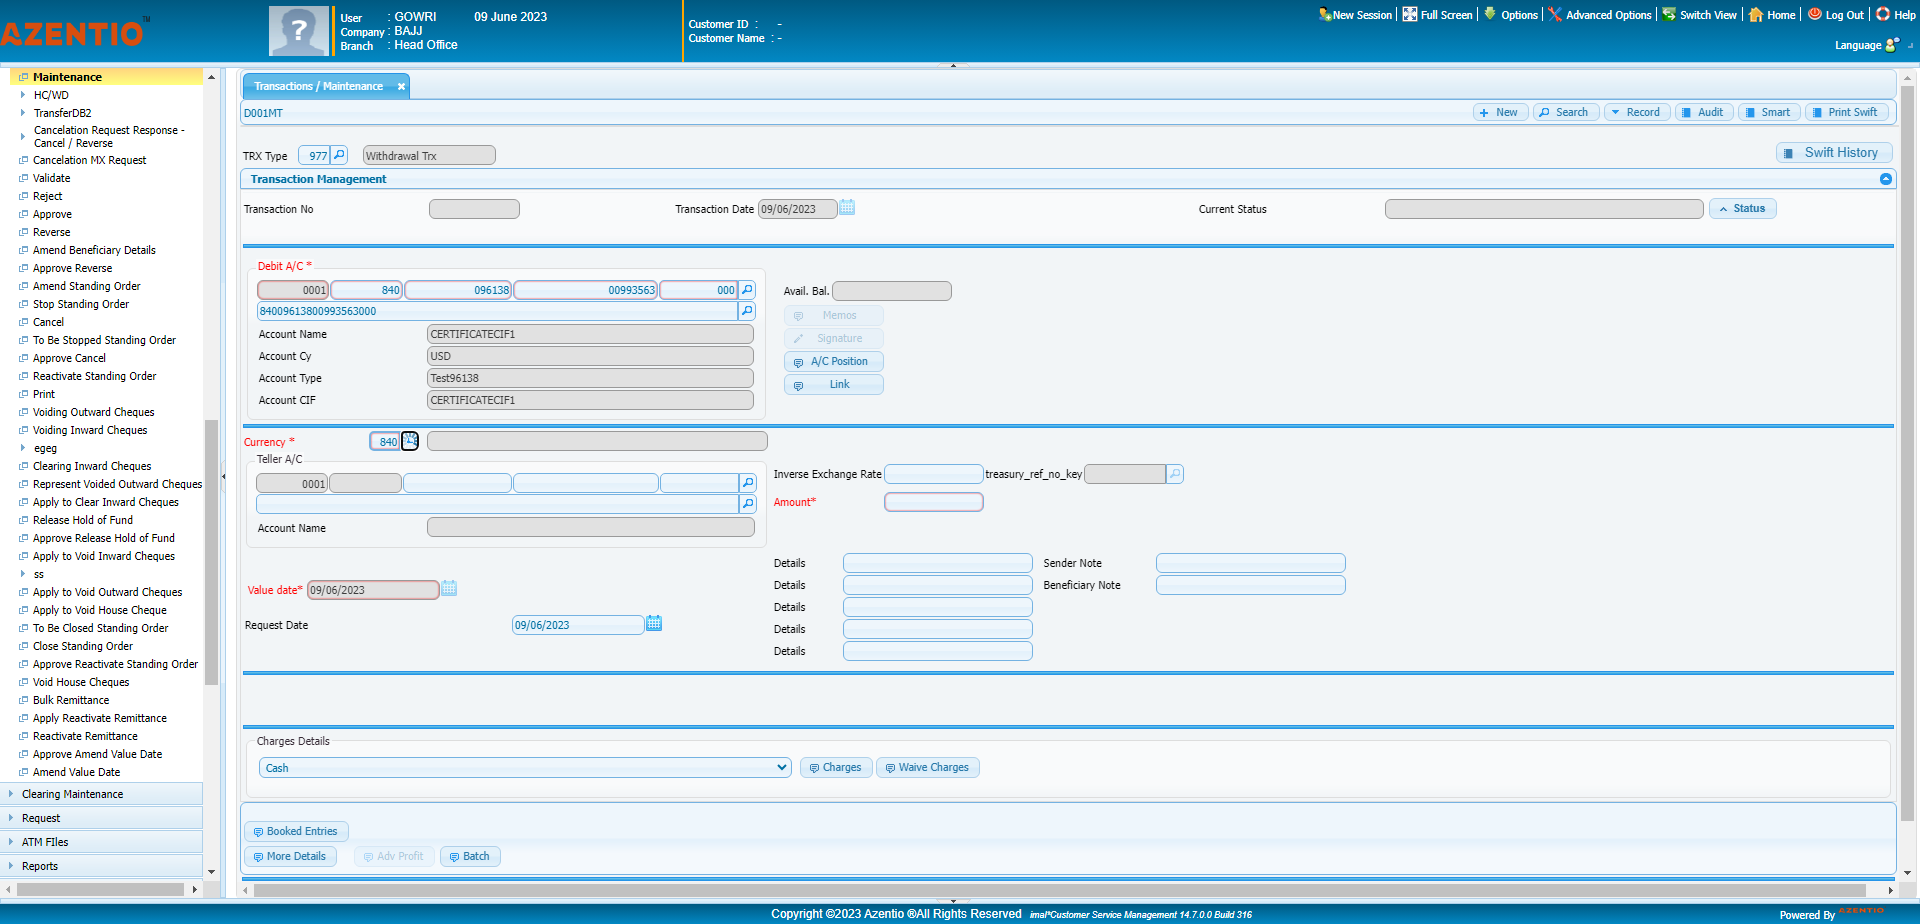 AZENTIO™
User : GOWRI 09 June 2023
Company : BAJJ
Branch : Head Office
Customer ID : -
Customer Name : -
New Session Full Screen Options Advanced Options Switch View Home Log Out Help
Language
Maintenance
HC/WD
TransferDB2
Cancelation Request Response -
Cancel / Reverse
Cancelation MX Request
Validate
Reject
Approve
Reverse
Amend Beneficiary Details
Approve Reverse
Amend Standing Order
Stop Standing Order
Cancel
To Be Stopped Standing Order
Approve Cancel
Reactivate Standing Order
Print
Voiding Outward Cheques
Voiding Inward Cheques
egeg
Clearing Inward Cheques
Represent Voided Outward Cheques
Apply to Clear Inward Cheques
Release Hold of Fund
Approve Release Hold of Fund
Apply to Void Inward Cheques
ss
Apply to Void Outward Cheques
Apply to Void House Cheque
To Be Closed Standing Order
Close Standing Order
Approve Reactivate Standing Order
Void House Cheques
Bulk Remittance
Apply Reactivate Remittance
Reactivate Remittance
Approve Amend Value Date
Amend Value Date
Clearing Maintenance
Request
ATM FIles
Reports
Transactions / Maintenance
D001MT
New Search Record Audit Smart Print Swift
TRX Type 977 Withdrawal Trx
Swift History
Transaction Management
Transaction No Transaction Date 09/06/2023 Current Status Status
Debit A/C *
0001 840 096138 00993563 000
84009613800993563000
Account Name CERTIFICATECIF1
Account Cy USD
Account Type Test96138
Account CIF CERTIFICATECIF1
Avail. Bal.
Memos
Signature
A/C Position
Link
Currency * 840
Teller A/C
0001
Account Name
Inverse Exchange Rate treasury_ref_no_key
Amount*
Value date* 09/06/2023
Request Date 09/06/2023
Details Sender Note
Details Beneficiary Note
Details
Details
Details
Charges Details
Cash Charges Waive Charges
Booked Entries
More Details Adv Profit Batch
Copyright ©2023 Azentio ®All Rights Reserved imal*Customer Service Management 14.7.0.0 Build 316
Powered By AZENTIO